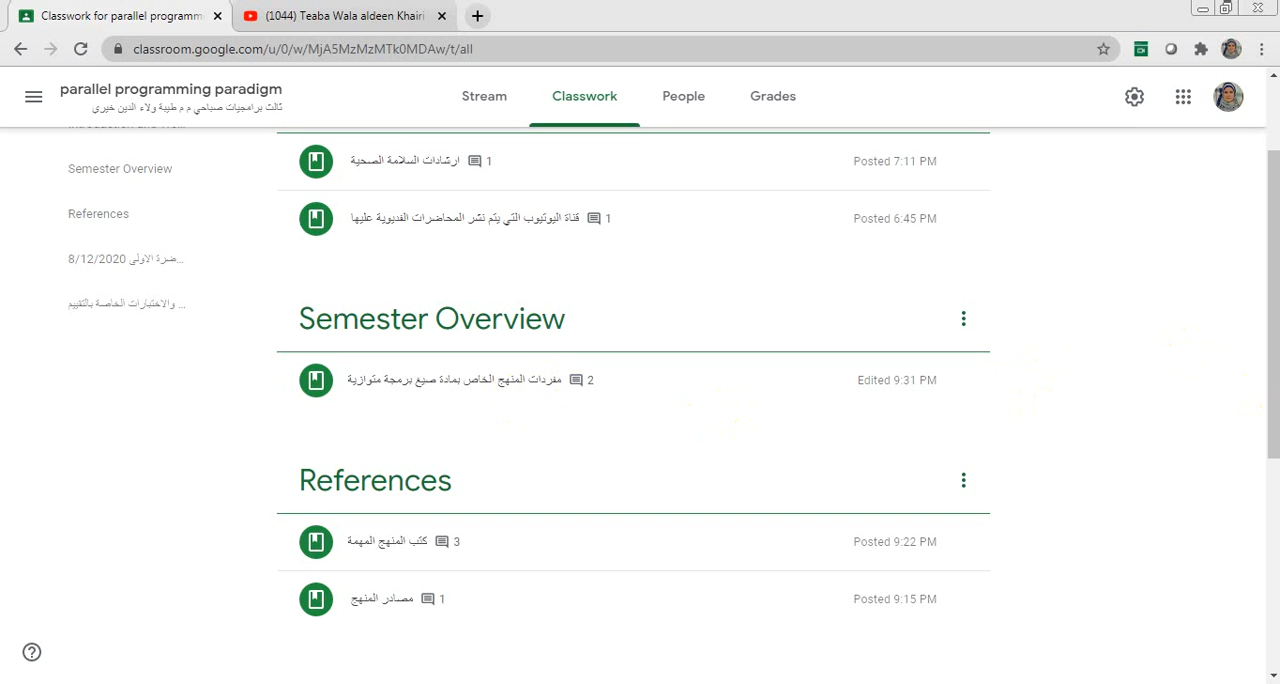 Classwork for parallel programm
(1044) Teaba Wala aldeen Khairi
classroom.google.com/u/0/w/MjA5MzMzMTk0MDAw/t/all
parallel programming paradigm
ثالث برامجيات صباحي م م طيبة ولاء الدين خيري
Stream
Classwork
People
Grades
Semester Overview
References
...ضرة الاولى 8/12/2020
... والاختبارات الخاصة بالتقييم
ارشادات السلامة الصحية 1
Posted 7:11 PM
قناة اليوتيوب التي يتم نشر المحاضرات الفديوية عليها 1
Posted 6:45 PM
Semester Overview
مفردات المنهج الخاص بمادة صيغ برمجة متوازية 2
Edited 9:31 PM
References
كتب المنهج المهمة 3
Posted 9:22 PM
مصادر المنهج 1
Posted 9:15 PM